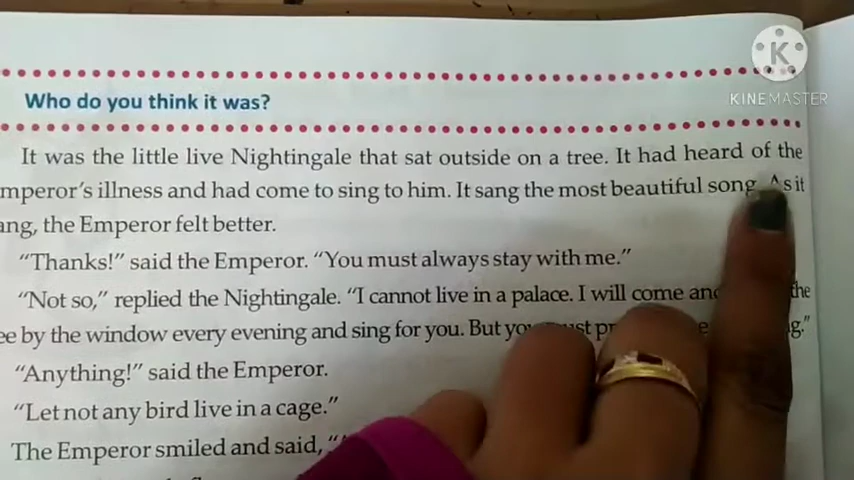 KINEMASTER
Who do you think it was?
It was the little live Nightingale that sat outside on a tree. It had heard of the
mperor's illness and had come to sing to him. It sang the most beautiful song. As it
ang, the Emperor felt better.
"Thanks!" said the Emperor. "You must always stay with me."
"Not so," replied the Nightingale. "I cannot live in a palace. I will come an
ee by the window every evening and sing for you. But
"Anything!" said the Emperor.
"Let not any bird live in a cage."
The Emperor smiled and said,